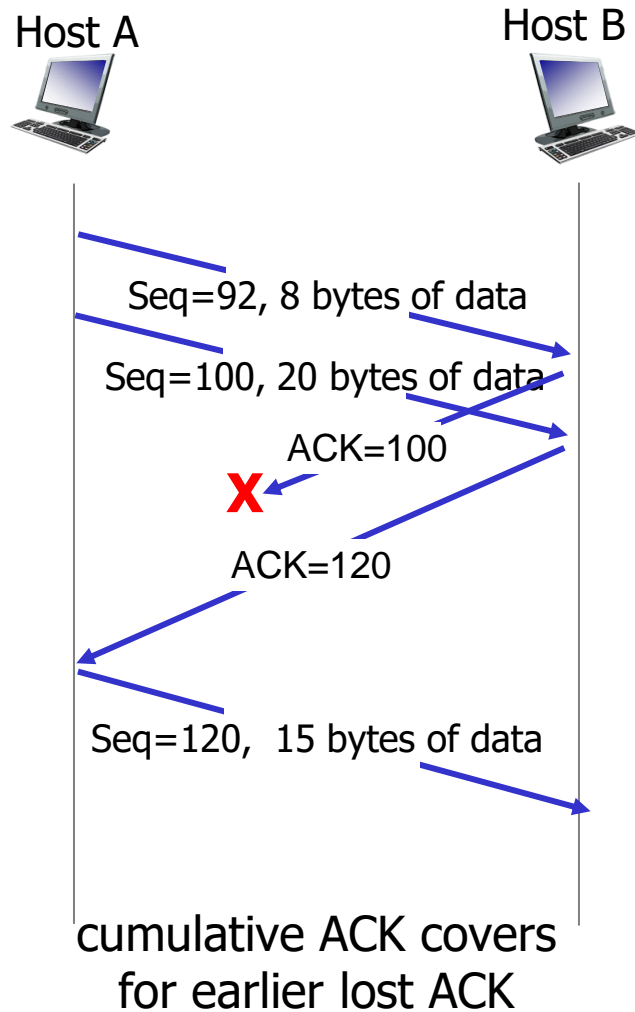 Host A
Host B
Seq=92, 8 bytes of data
Seq=100, 20 bytes of data
ACK=100
X
ACK=120
Seq=120, 15 bytes of data
cumulative ACK covers
for earlier lost ACK